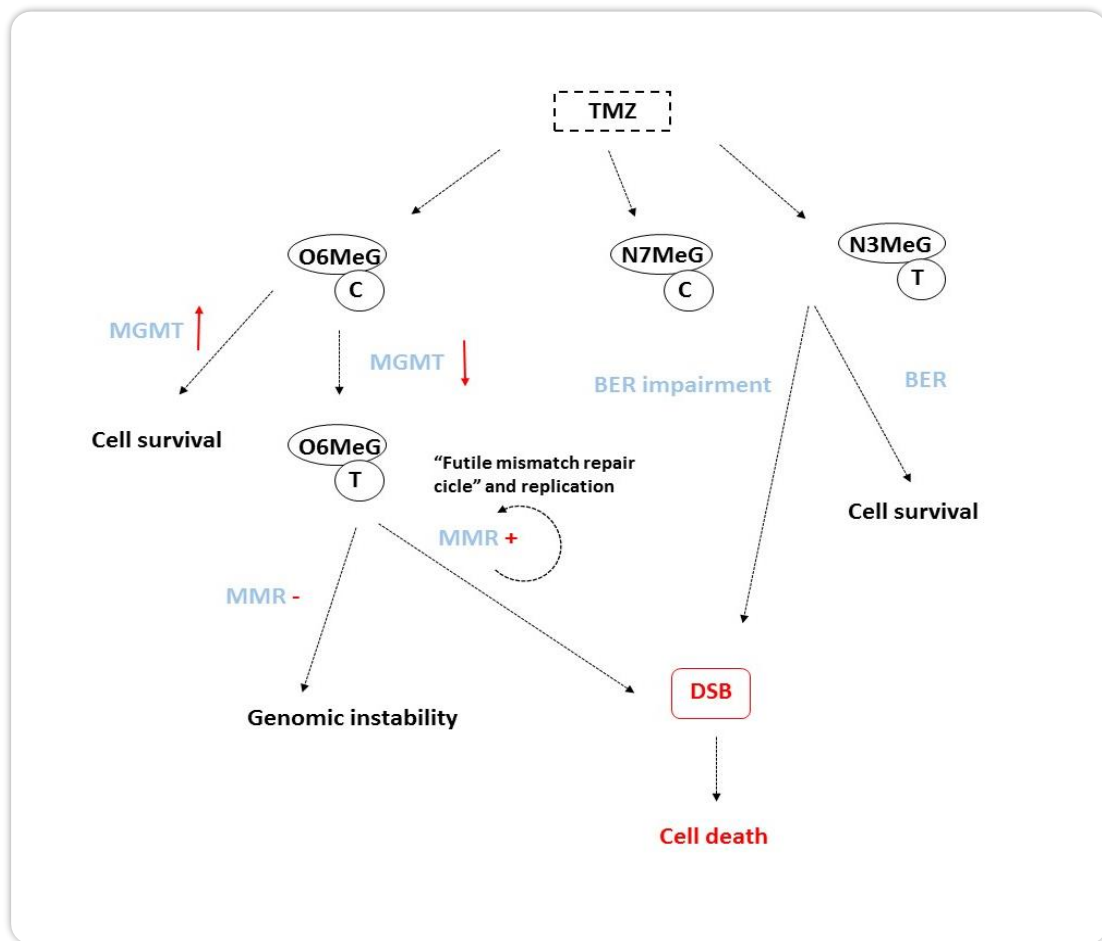 TMZ
O6MeG
C
N7MeG
C
N3MeG
T
MGMT
MGMT
BER impairment
BER
Cell survival
O6MeG
T
“Futile mismatch repair
cicle” and replication
MMR +
Cell survival
MMR -
DSB
Genomic instability
Cell death